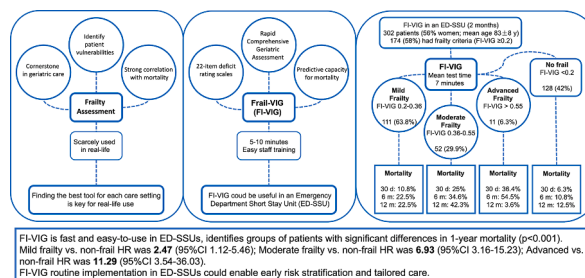 Identify
patient
vulnerabilities
Cornerstone
in geriatric care
Strong correlation
with mortality
Frailty
Assessment
Scarcely used
in real-life
Finding the best tool for each care setting
is key for real-life use
Rapid
Comprehensive
Geriatric
Assessment
22-item deficit
rating scales
Predictive capacity
for mortality
Frail-VIG
(FI-VIG)
5-10 minutes
Easy staff training
FI-VIG could be useful in an Emergency
Department Short Stay Unit (ED-SSU)
FI-VIG in an ED-SSU (2 months)
302 patients (56% women; mean age 83±8 y)
174 (58%) had frailty criteria (FI-VIG ≥0.2)
FI-VIG
Mean test time
7 minutes
No frail
FI-VIG <0.2
128 (42%)
Mild
Frailty
FI-VIG 0.2-0.36
111 (63.8%)
Moderate
Frailty
FI-VIG 0.36-0.55
52 (29.9%)
Advanced
Frailty
FI-VIG > 0.55
11 (6.3%)
Mortality
30 d: 10.8%
6 m: 22.5%
12 m: 22.5%
Mortality
30 d: 25%
6 m: 34.6%
12 m: 42.3%
Mortality
30 d: 36.4%
6 m: 54.5%
12 m: 3.6%
Mortality
30 d: 6.3%
6 m: 10.8%
12 m: 12.5%
FI-VIG is fast and easy-to-use in ED-SSUs, identifies groups of patients with significant differences in 1-year mortality (p<0.001).
Mild frailty vs. non-frail HR was 2.47 (95%CI 1.12-5.46); Moderate frailty vs. non-frail HR was 6.93 (95%CI 3.16-15.23); Advanced vs.
non-frail was 11.29 (95%CI 3.54-36.03).
FI-VIG routine implementation in ED-SSUs could enable early risk stratification and tailored care.